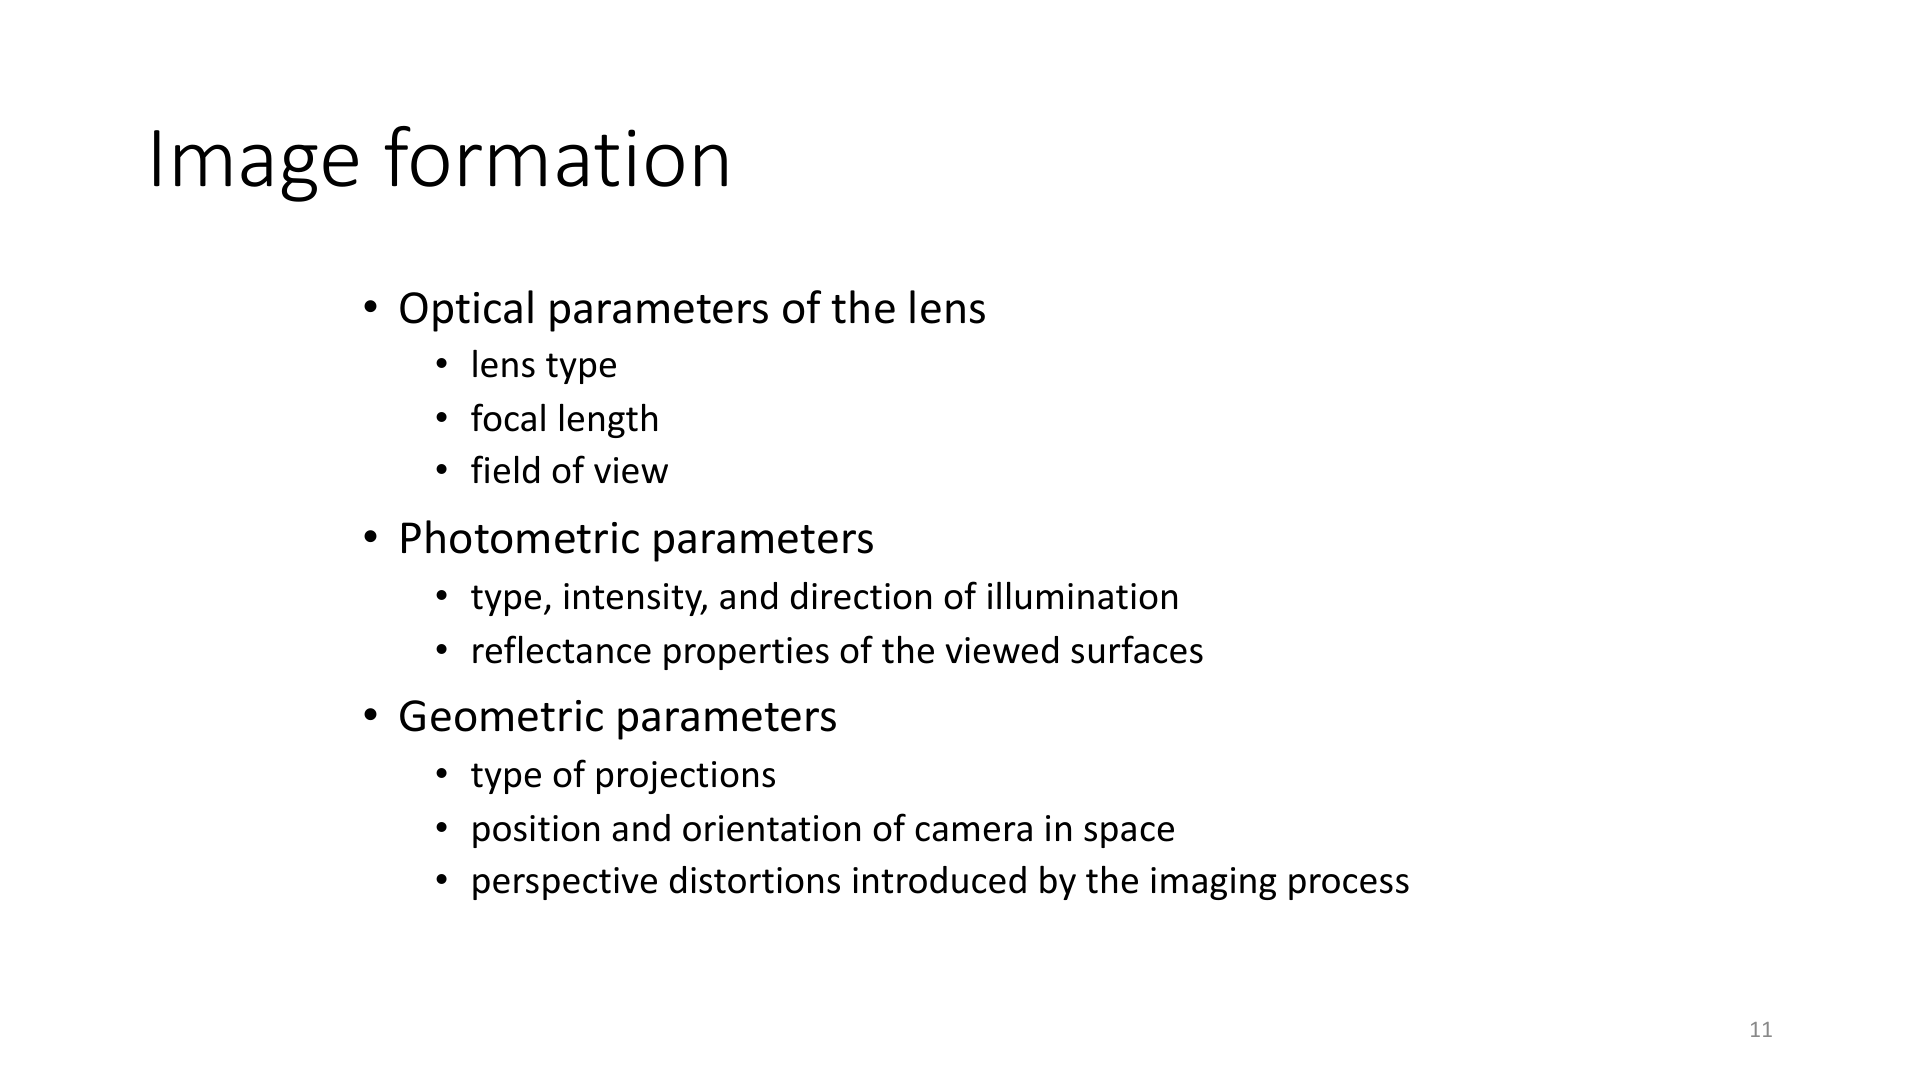 Image formation
• Optical parameters of the lens
• lens type
• focal length
• field of view
• Photometric parameters
• type, intensity, and direction of illumination
• reflectance properties of the viewed surfaces
• Geometric parameters
• type of projections
• position and orientation of camera in space
• perspective distortions introduced by the imaging process
11